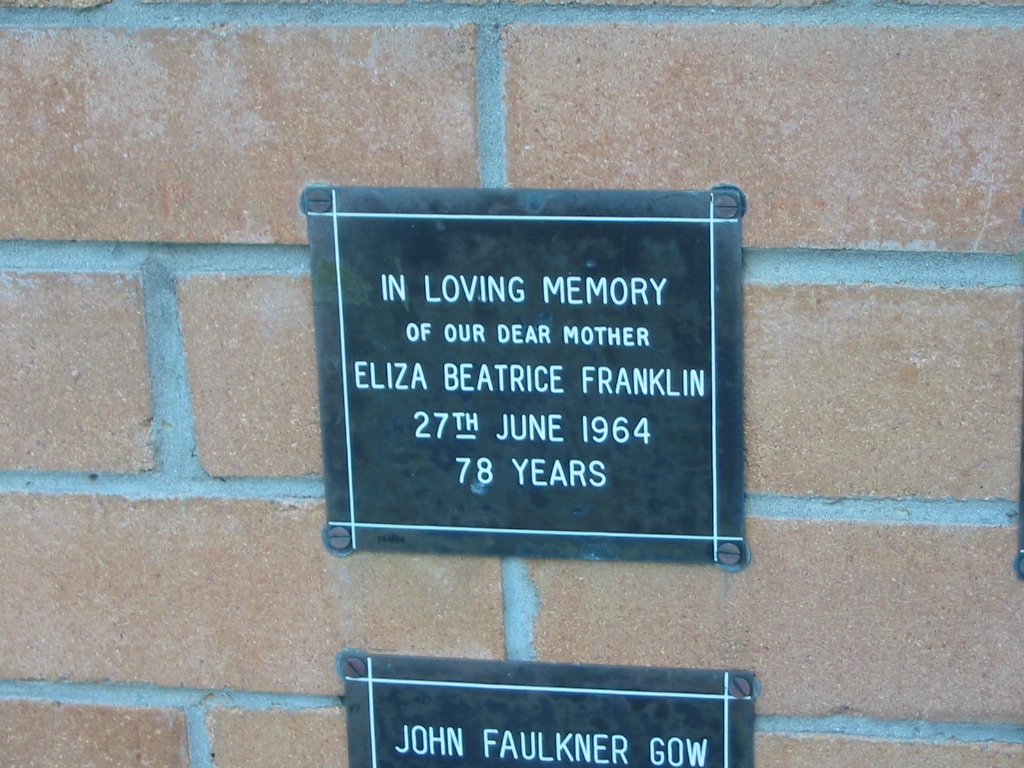 IN LOVING MEMORY
OF OUR DEAR MOTHER
ELIZA BEATRICE FRANKLIN
27TH JUNE 1964
78 YEARS
JOHN FAULKNER GOW